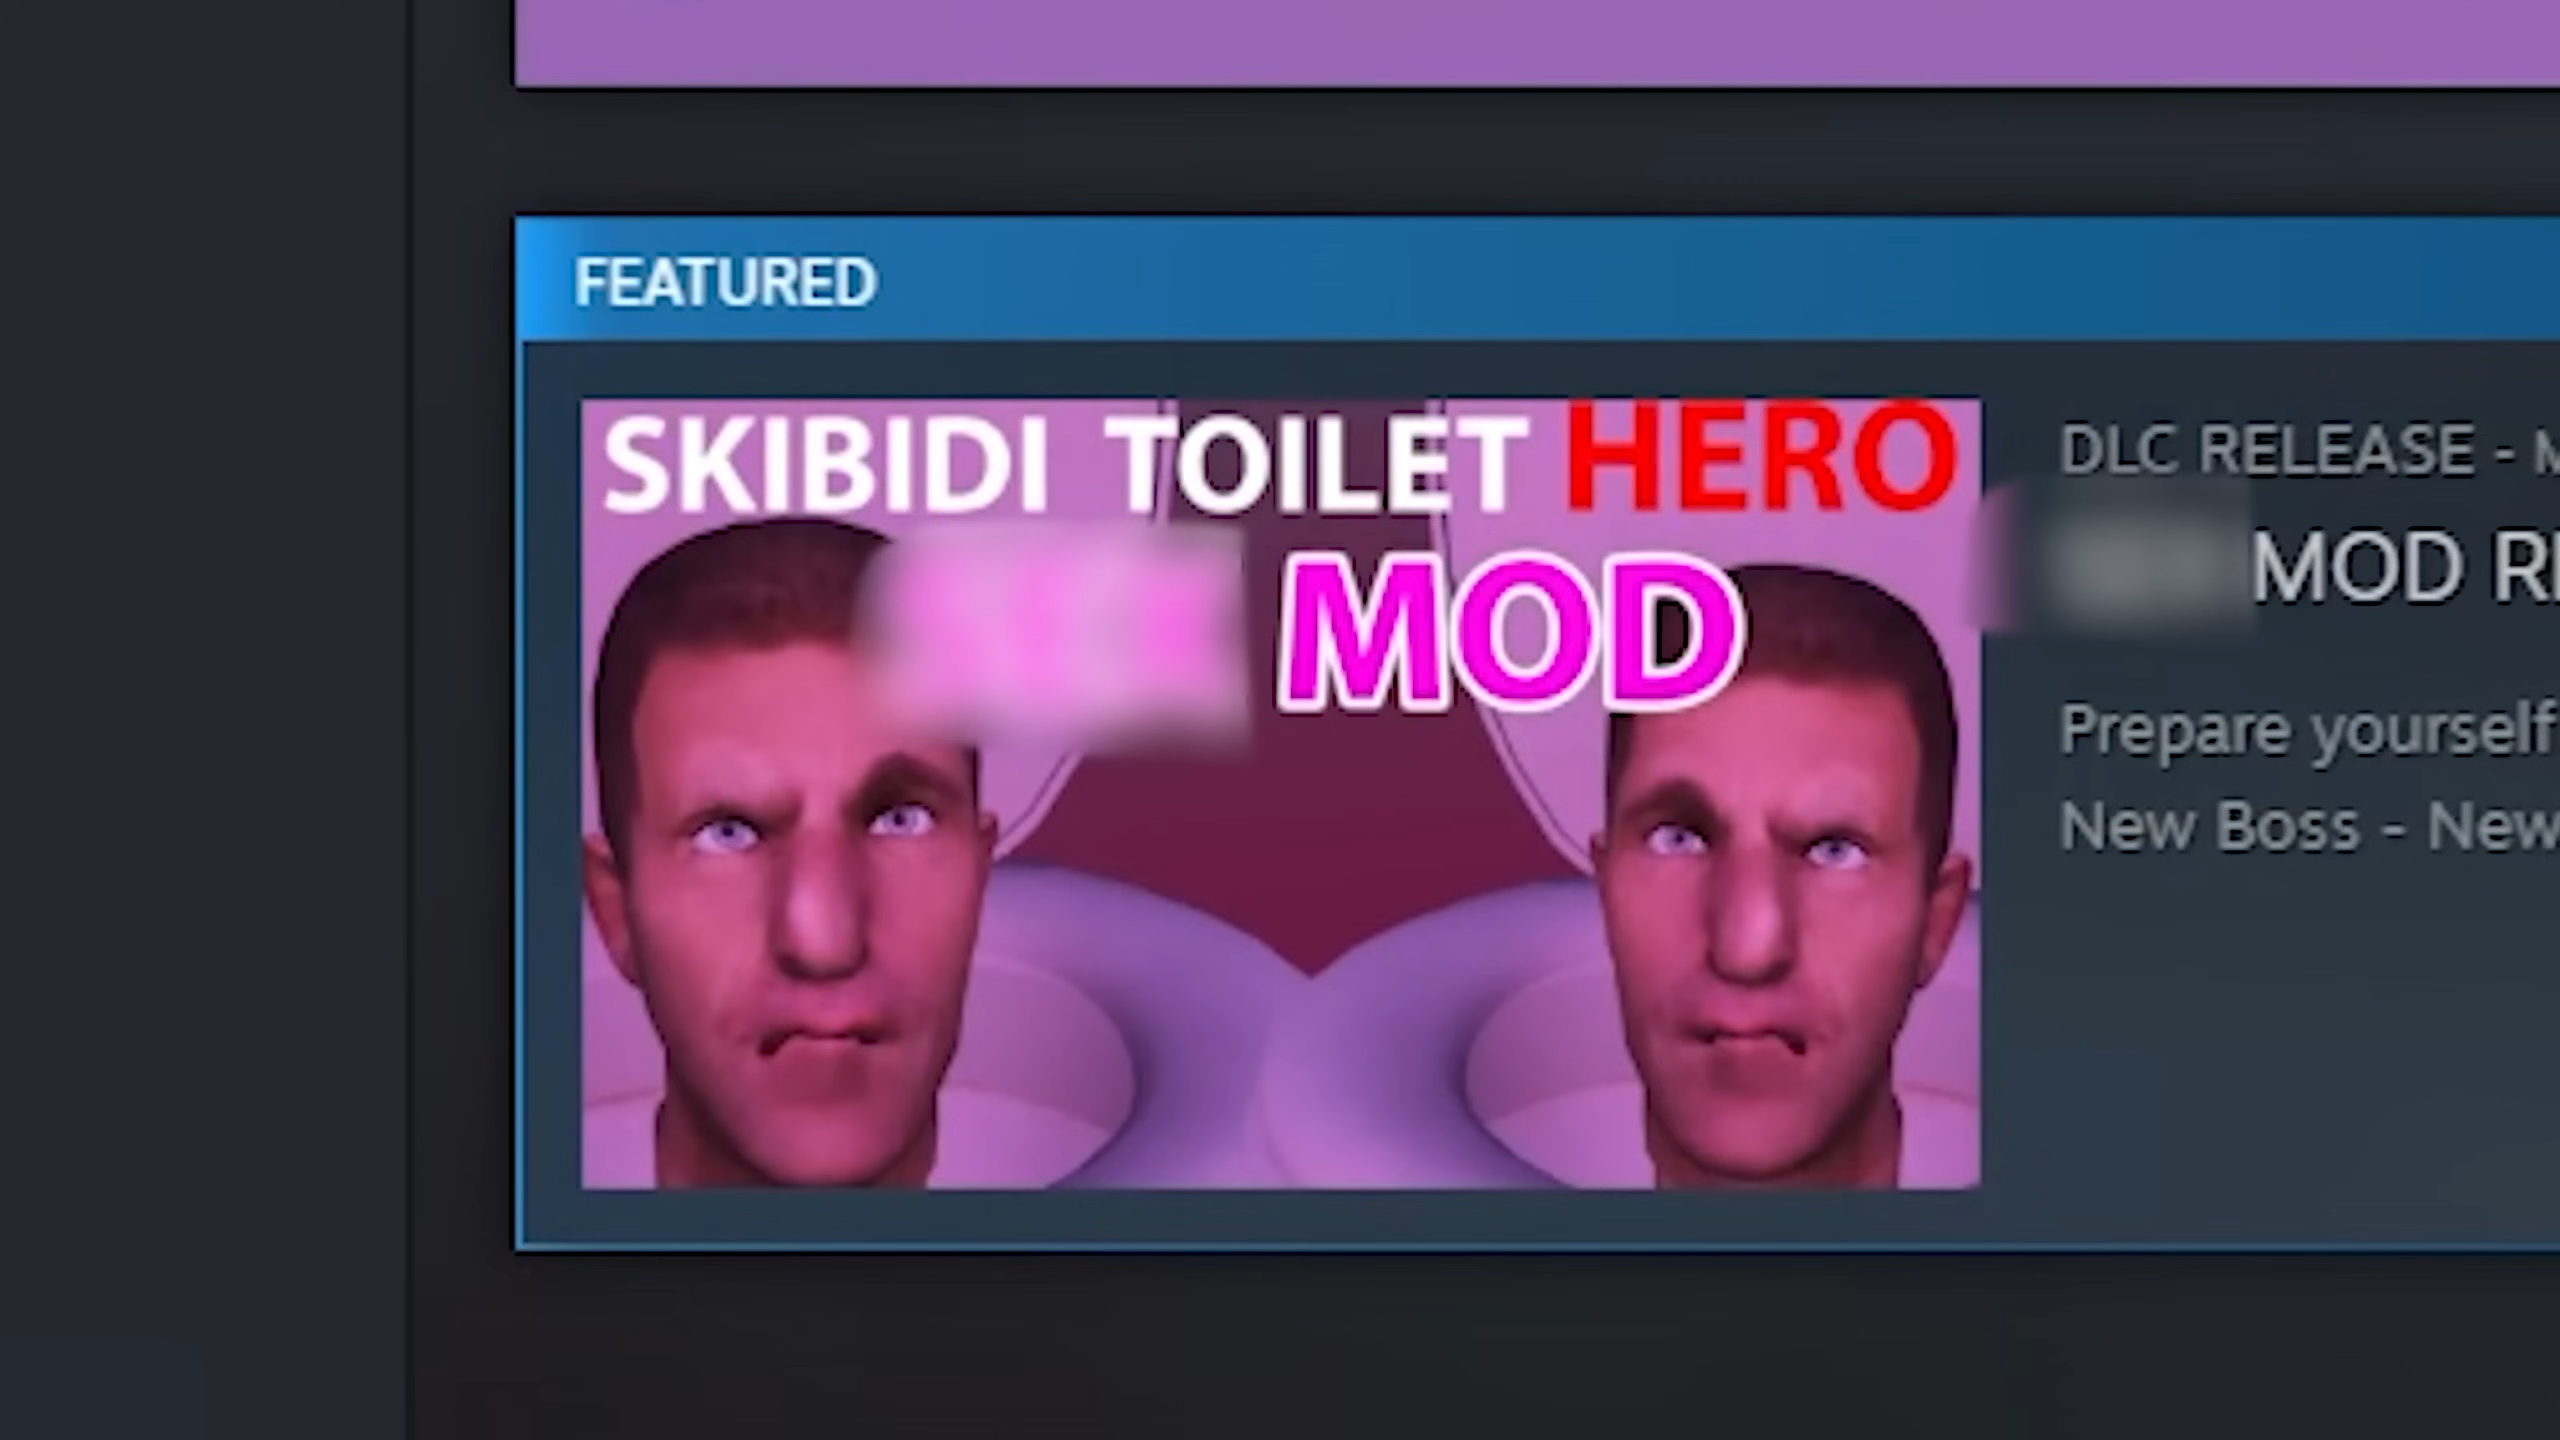 FEATURED
SKIBIDI TOILET HERO
MOD
DLC RELEASE -
MOD
Prepare yourself
New Boss - New